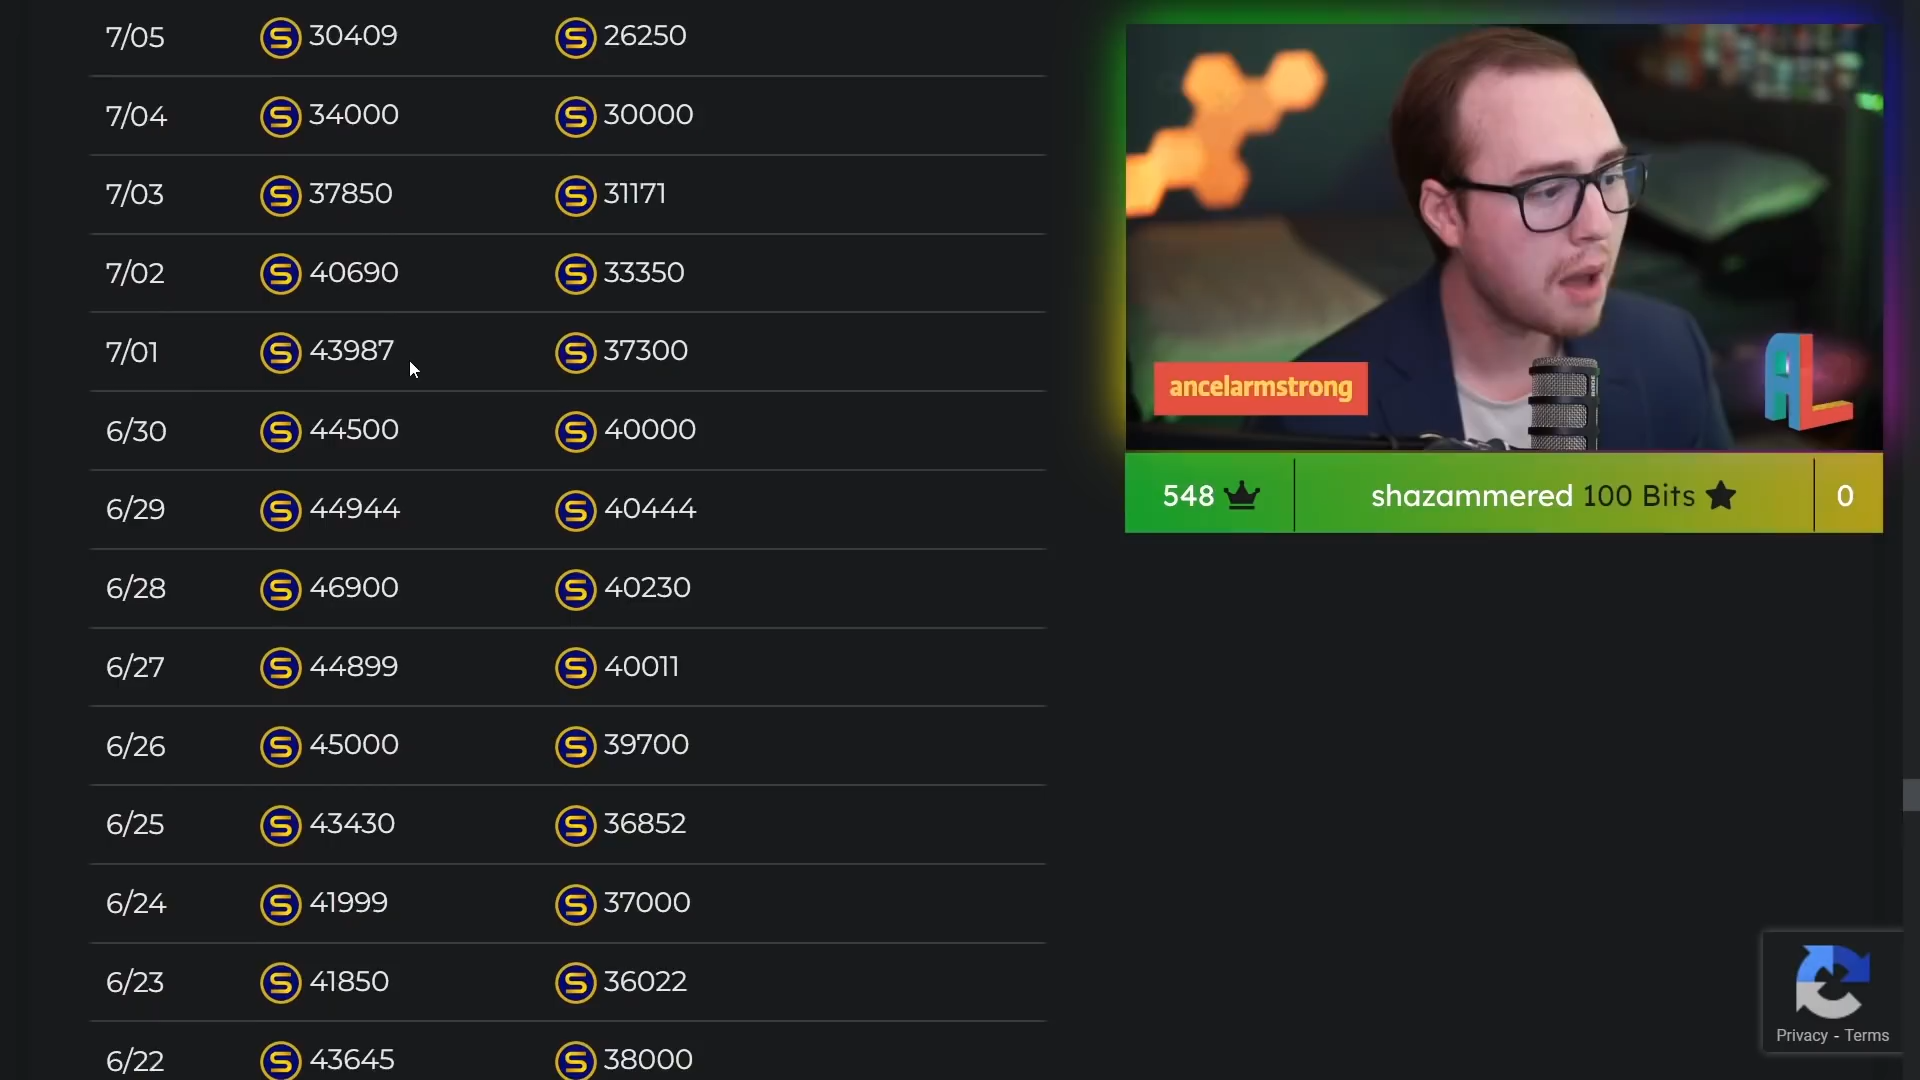 7/05 S 30409 S 26250
7/04 S 34000 S 30000
7/03 S 37850 S 31171
7/02 S 40690 S 33350
7/01 S 43987 S 37300
6/30 S 44500 S 40000
6/29 S 44944 S 40444
6/28 S 46900 S 40230
6/27 S 44899 S 40011
6/26 S 45000 S 39700
6/25 S 43430 S 36852
6/24 S 41999 S 37000
6/23 S 41850 S 36022
6/22 S 43645 S 38000
ancelarmstrong
AL
548 shazammered 100 Bits 0
Privacy - Terms